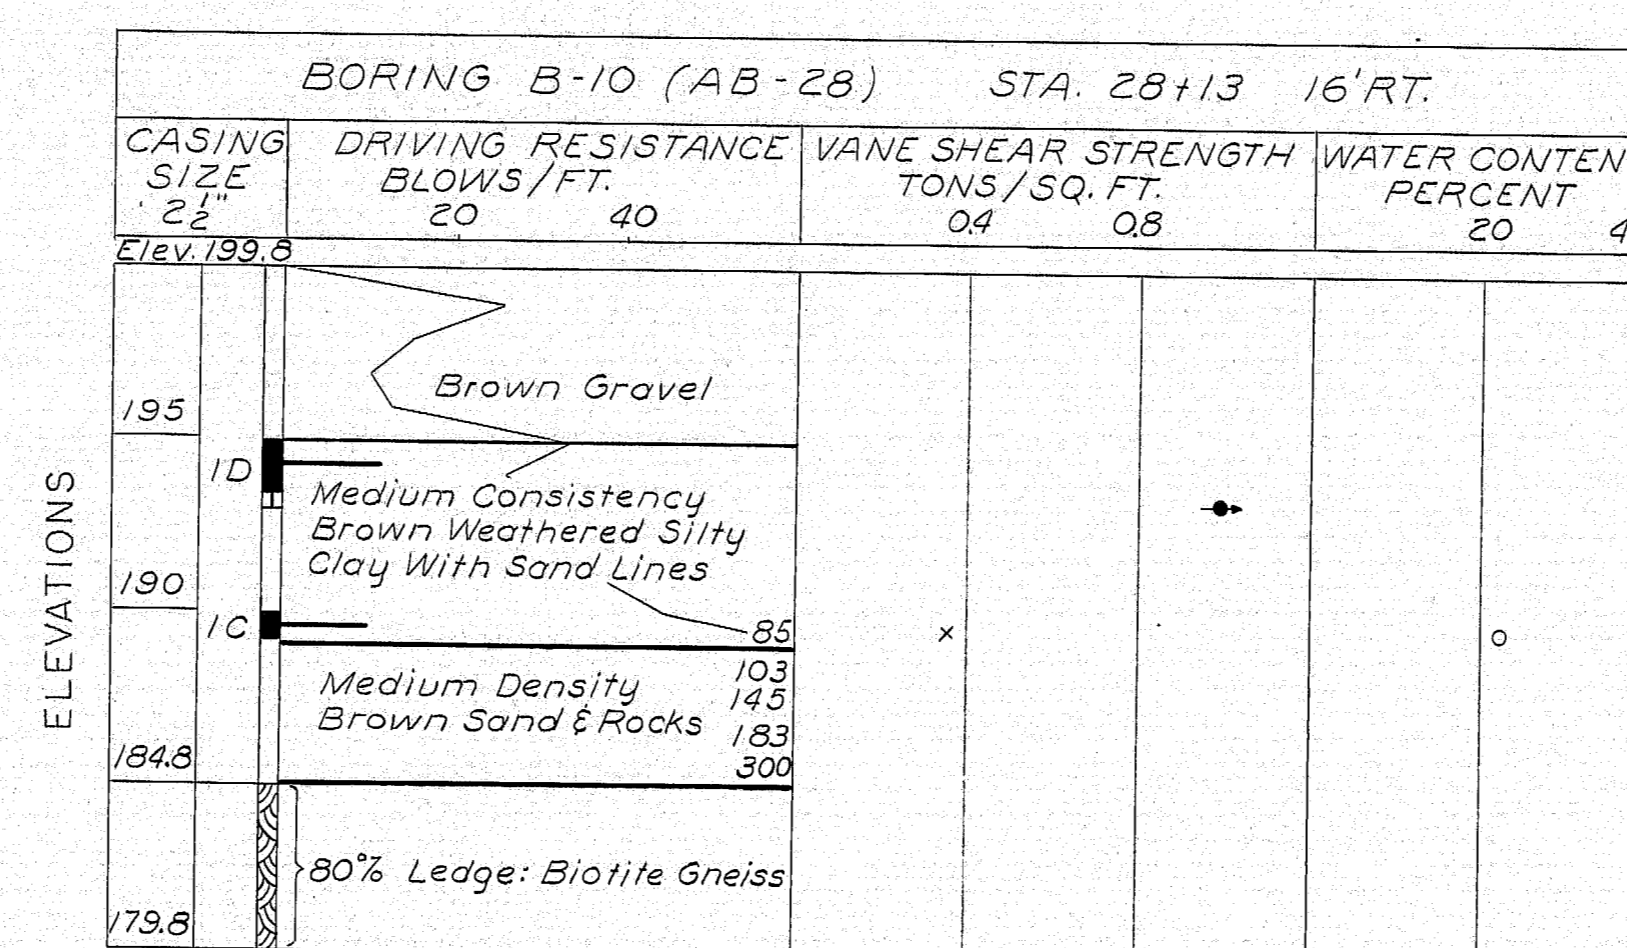 BORING B-10 (AB-28) STA. 28+13 16' RT.
CASING SIZE 2½"
DRIVING RESISTANCE BLOWS/FT.
20 40
VANE SHEAR STRENGTH TONS/SQ. FT.
0.4 0.8
WATER CONTEN
PERCENT
20 4
Elev. 199.8
ELEVATIONS
195
Brown Gravel
1D
Medium Consistency
Brown Weathered Silty
Clay With Sand Lines
190
1C
85
x
o
103
Medium Density
145
Brown Sand & Rocks
183
184.8
300
80% Ledge: Biotite Gneiss
179.8